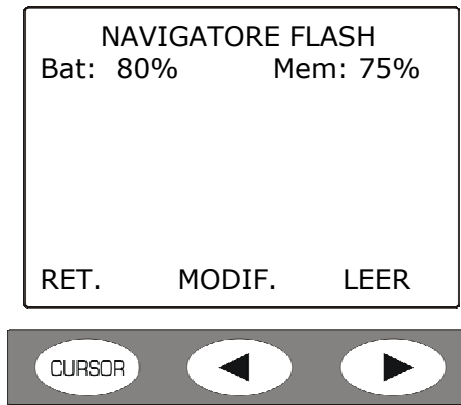 NAVIGATORE FLASH
Bat: 80% Mem: 75%
RET. MODIF. LEER
CURSOR